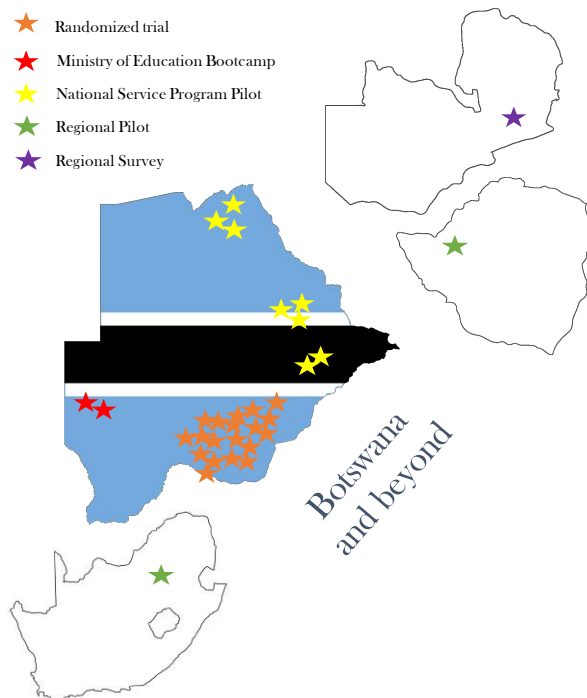 Randomized trial
Ministry of Education Bootcamp
National Service Program Pilot
Regional Pilot
Regional Survey
Botswana
and beyond